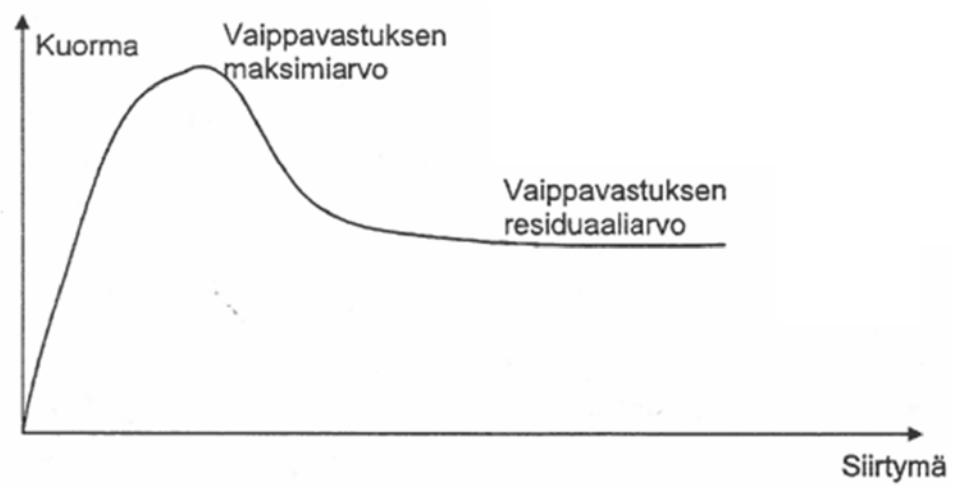 Kuorma
Vaippavastuksen
maksimiarvo
Vaippavastuksen
residuaaliarvo
Siirtymä